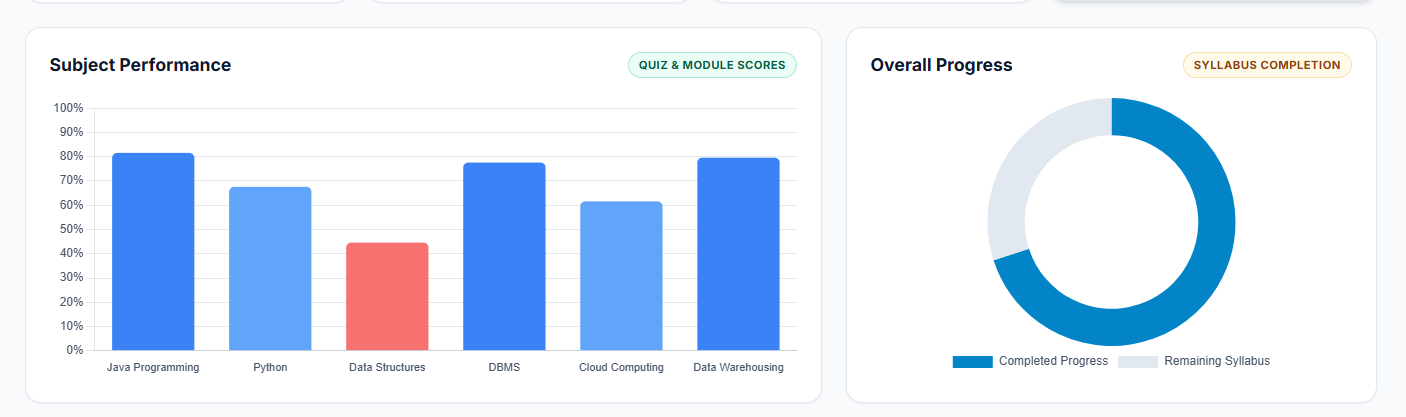 Subject Performance
QUIZ & MODULE SCORES
100%
90%
80%
70%
60%
50%
40%
30%
20%
10%
0%
Java Programming
Python
Data Structures
DBMS
Cloud Computing
Data Warehousing
Overall Progress
SYLLABUS COMPLETION
Completed Progress
Remaining Syllabus